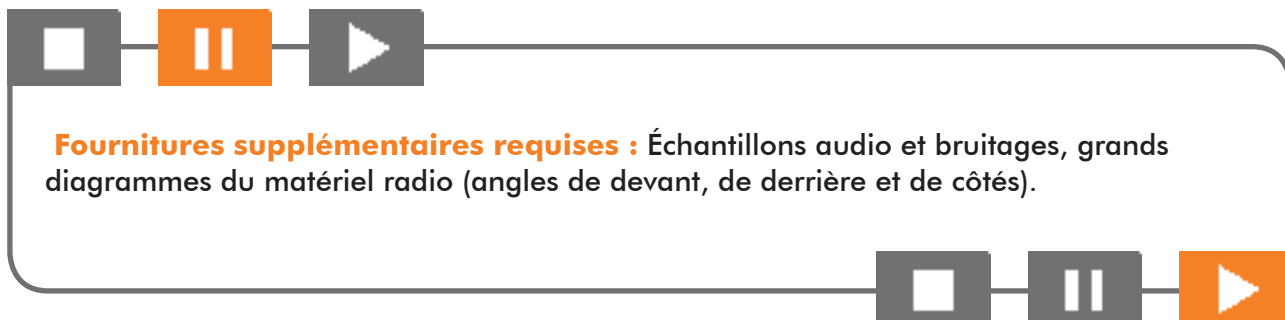 Fournitures supplémentaires requises : Échantillons audio et bruitages, grands
diagrammes du matériel radio (angles de devant, de derrière et de côtés).